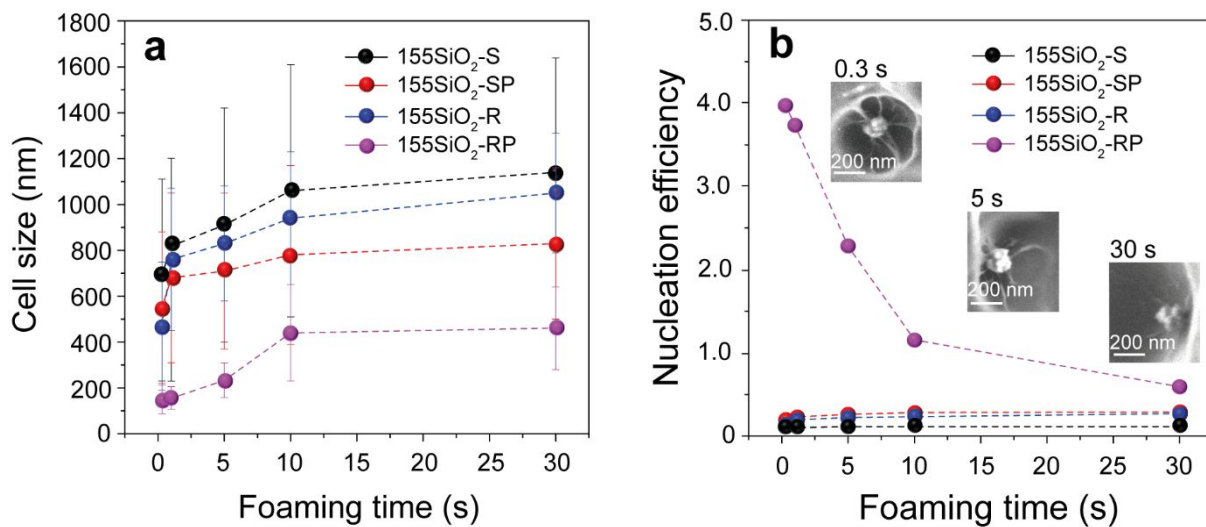 a
155SiO₂-S
155SiO₂-SP
155SiO₂-R
155SiO₂-RP
1800
1600
1400
1200
1000
800
600
400
200
0
Cell size (nm)
0 5 10 15 20 25 30
Foaming time (s)
b
155SiO₂-S
155SiO₂-SP
155SiO₂-R
155SiO₂-RP
0.3 s
200 nm
5 s
200 nm
30 s
200 nm
5.0
4.0
3.0
2.0
1.0
0
Nucleation efficiency
0 5 10 15 20 25 30
Foaming time (s)